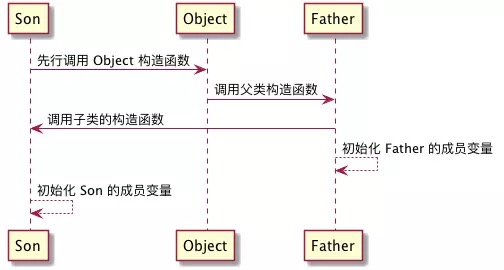 Son Object Father
先行调用 Object 构造函数
调用父类构造函数
调用子类的构造函数
初始化 Father 的成员变量
初始化 Son 的成员变量
Son Object Father